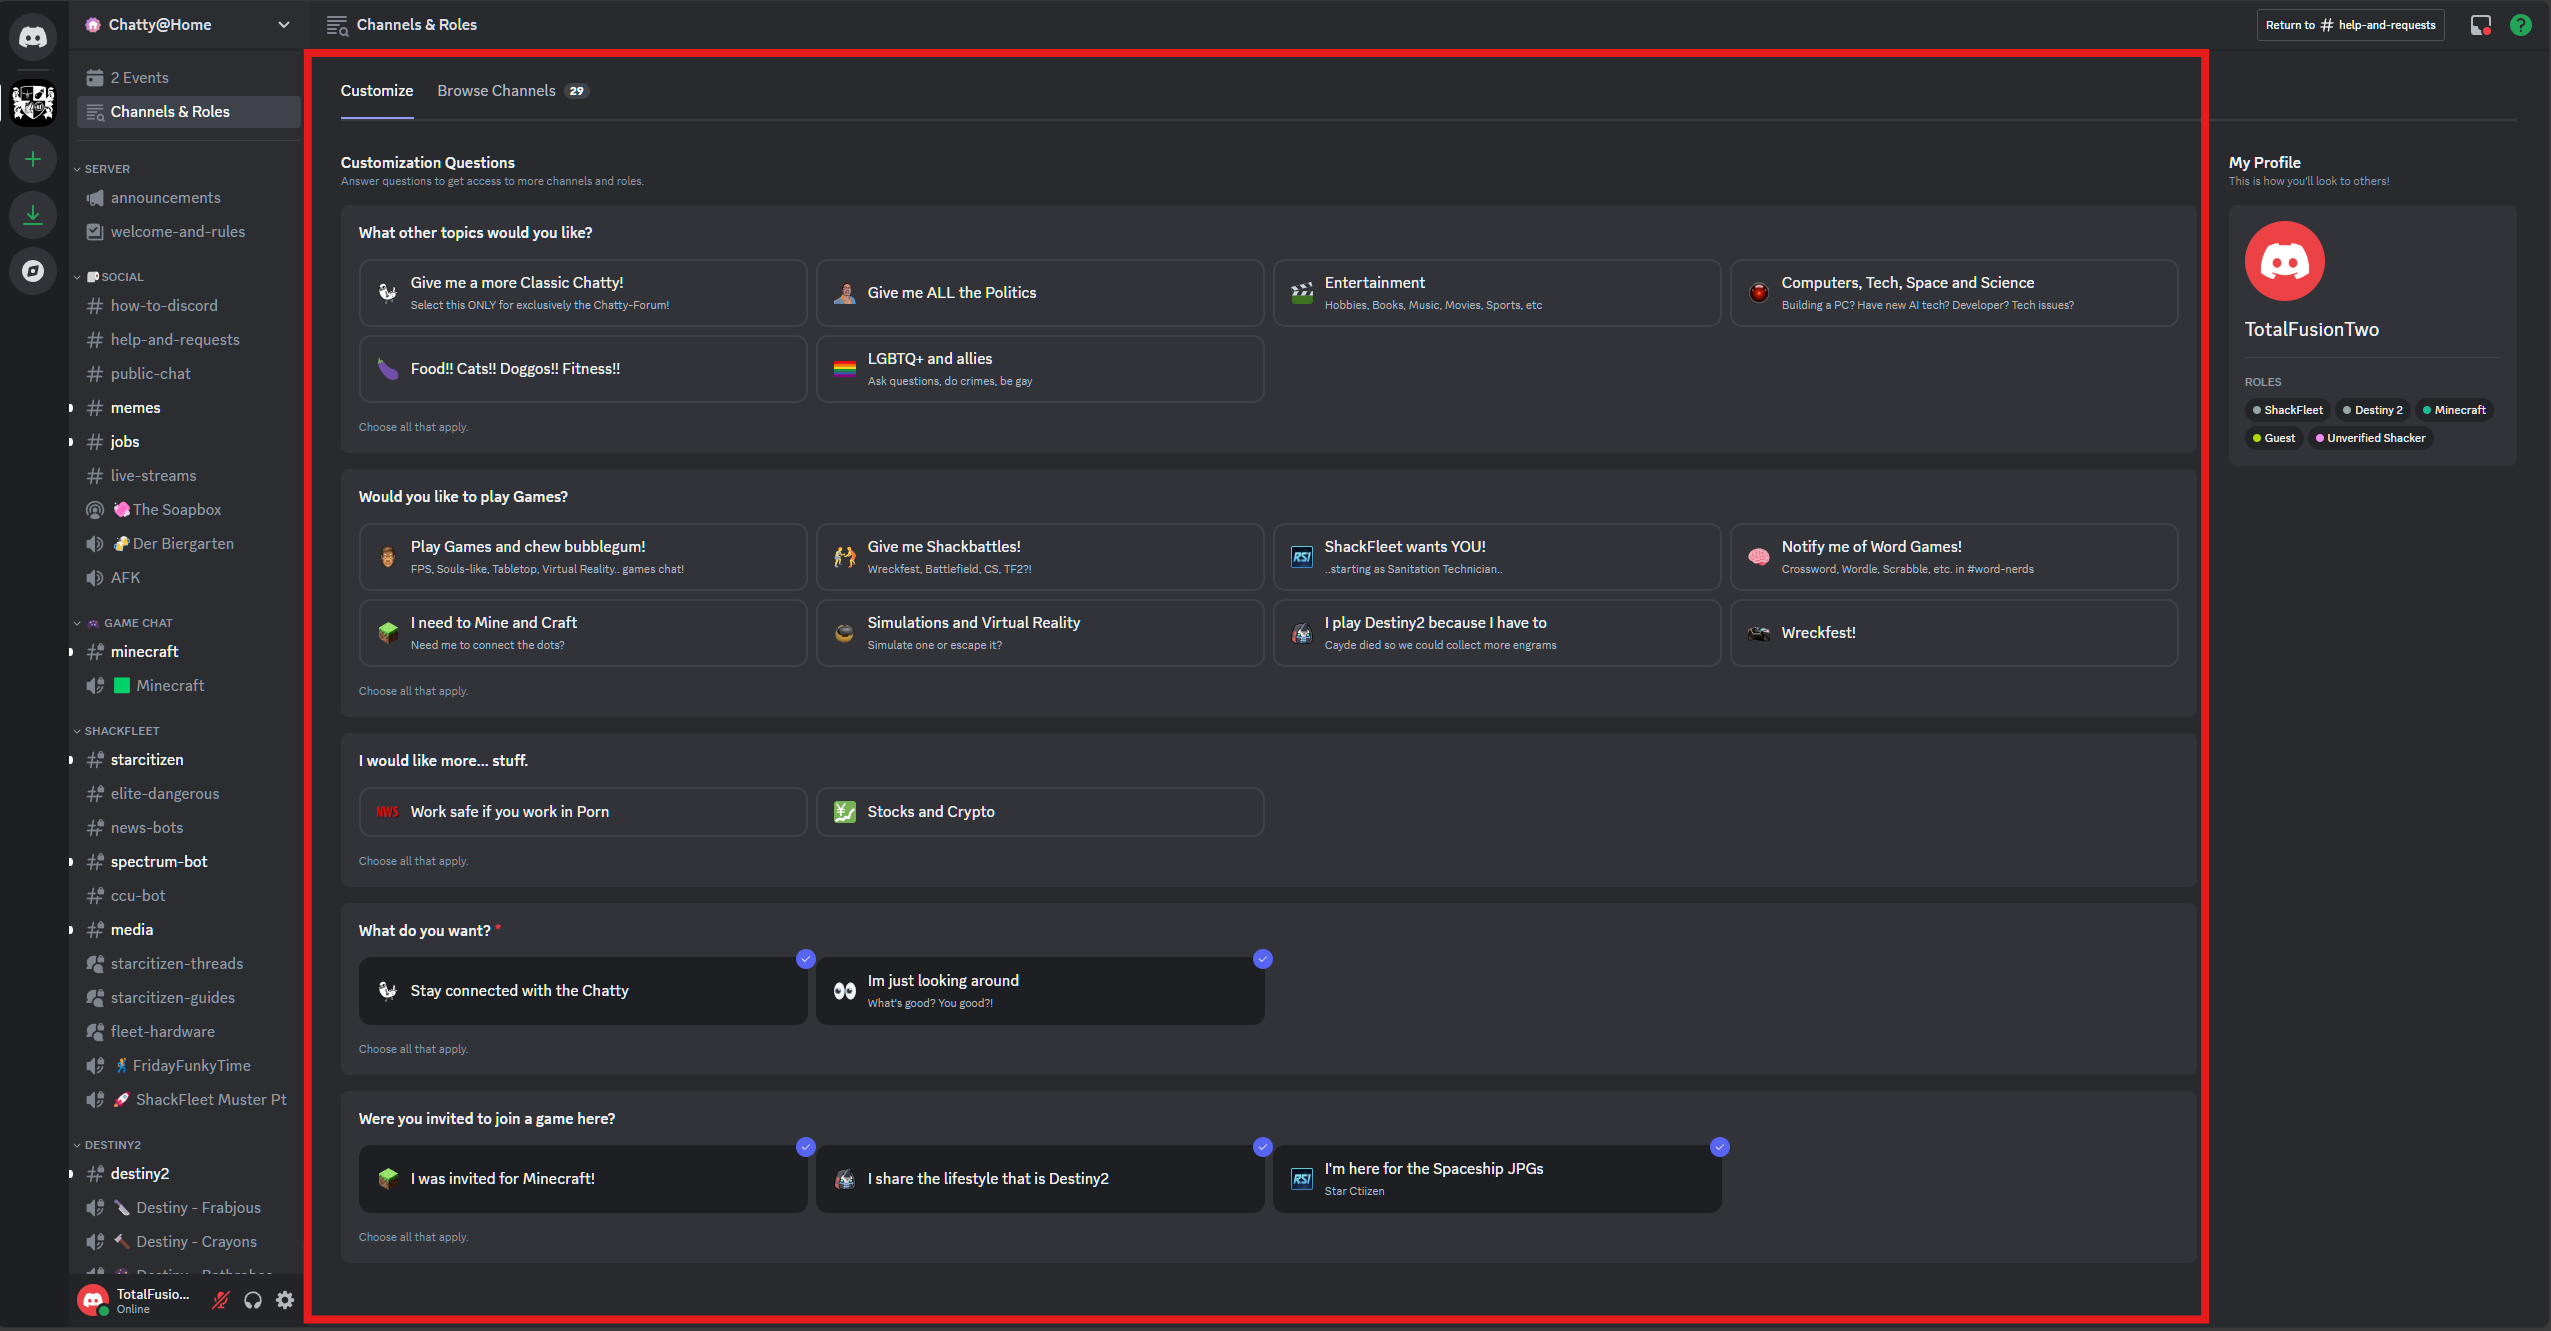 Chatty@Home
Channels & Roles
Return to # help-and-requests
2 Events
Channels & Roles
SERVER
announcements
welcome-and-rules
SOCIAL
how-to-discord
help-and-requests
public-chat
memes
jobs
live-streams
The Soapbox
Der Biergarten
AFK
GAME CHAT
minecraft
Minecraft
SHACKFLEET
starcitizen
elite-dangerous
news-bots
spectrum-bot
ccu-bot
media
starcitizen-threads
starcitizen-guides
fleet-hardware
FridayFunkyTime
ShackFleet Muster Pt
DESTINY2
destiny2
Destiny - Frabjous
Destiny - Crayons
TotalFusio...
Online
Customize
Browse Channels 29
Customization Questions
Answer questions to get access to more channels and roles.
What other topics would you like?
Give me a more Classic Chatty!
Select this ONLY for exclusively the Chatty-Forum!
Give me ALL the Politics
Entertainment
Hobbies, Books, Music, Movies, Sports, etc
Computers, Tech, Space and Science
Building a PC? Have new AI tech? Developer? Tech issues?
Food!! Cats!! Doggos!! Fitness!!
LGBTQ+ and allies
Ask questions, do crimes, be gay
Choose all that apply.
Would you like to play Games?
Play Games and chew bubblegum!
FPS, Souls-like, Tabletop, Virtual Reality.. games chat!
Give me Shackbattles!
Wreckfest, Battlefield, CS, TF2?!
RSI
ShackFleet wants YOU!
..starting as Sanitation Technician..
Notify me of Word Games!
Crossword, Wordle, Scrabble, etc. in #word-nerds
I need to Mine and Craft
Need me to connect the dots?
Simulations and Virtual Reality
Simulate one or escape it?
I play Destiny2 because I have to
Cayde died so we could collect more engrams
Wreckfest!
Choose all that apply.
I would like more... stuff.
NWS
Work safe if you work in Porn
Stocks and Crypto
Choose all that apply.
What do you want? *
Stay connected with the Chatty
Im just looking around
What's good? You good?!
Choose all that apply.
Were you invited to join a game here?
I was invited for Minecraft!
I share the lifestyle that is Destiny2
RSI
I'm here for the Spaceship JPGs
Star Ctiizen
Choose all that apply.
My Profile
This is how you'll look to others!
TotalFusionTwo
ROLES
ShackFleet
Destiny 2
Minecraft
Guest
Unverified Shacker